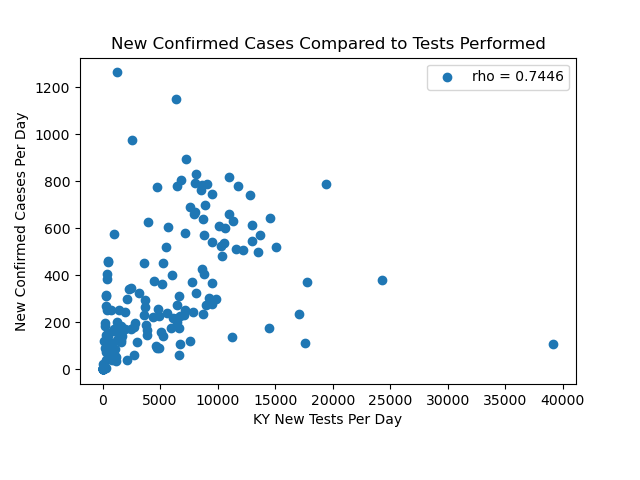 New Confirmed Cases Compared to Tests Performed
rho = 0.7446
New Confirmed Caeses Per Day
1200
1000
800
600
400
200
0
0 5000 10000 15000 20000 25000 30000 35000 40000
KY New Tests Per Day